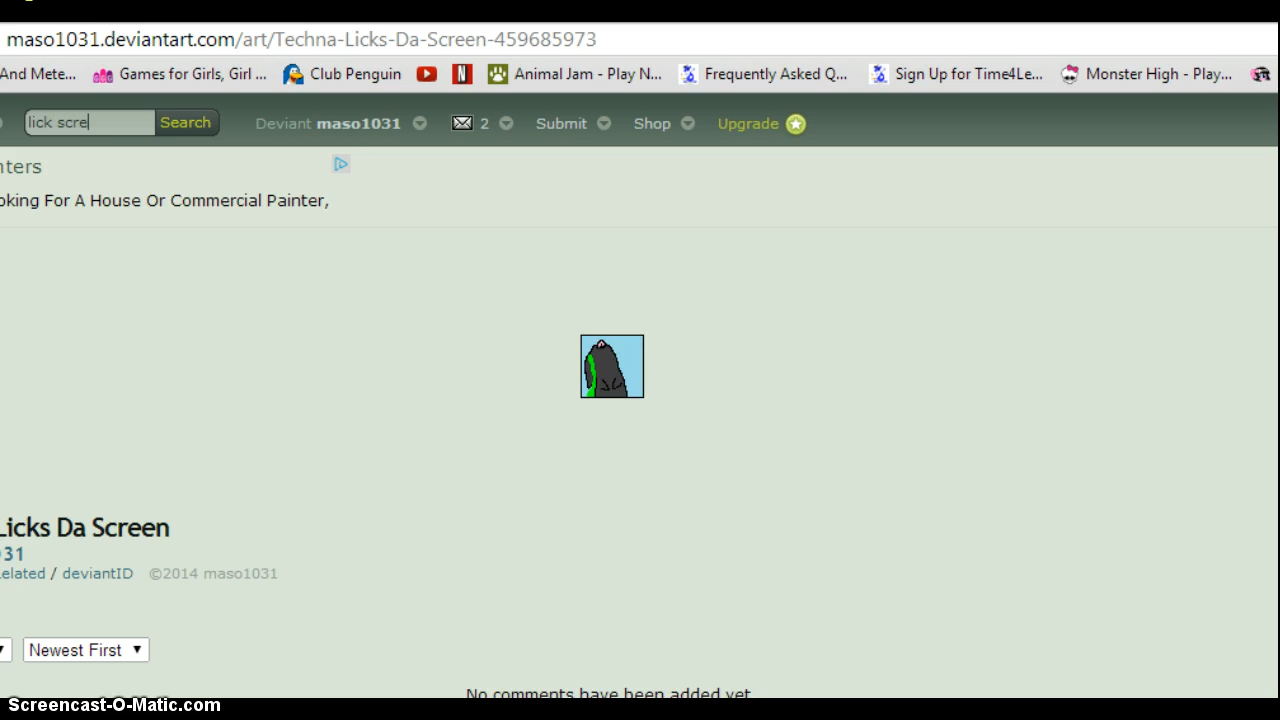 maso1031.deviantart.com/art/Techna-Licks-Da-Screen-459685973
And Mete... Games for Girls, Girl ... Club Penguin N Animal Jam - Play N... Frequently Asked Q... Sign Up for Time4Le... Monster High - Play...
lick scre Search Deviant maso1031 2 Submit Shop Upgrade
nters
oking For A House Or Commercial Painter,
Licks Da Screen
031
elated / deviantID ©2014 maso1031
Newest First
No comments have been added yet
Screencast-O-Matic.com